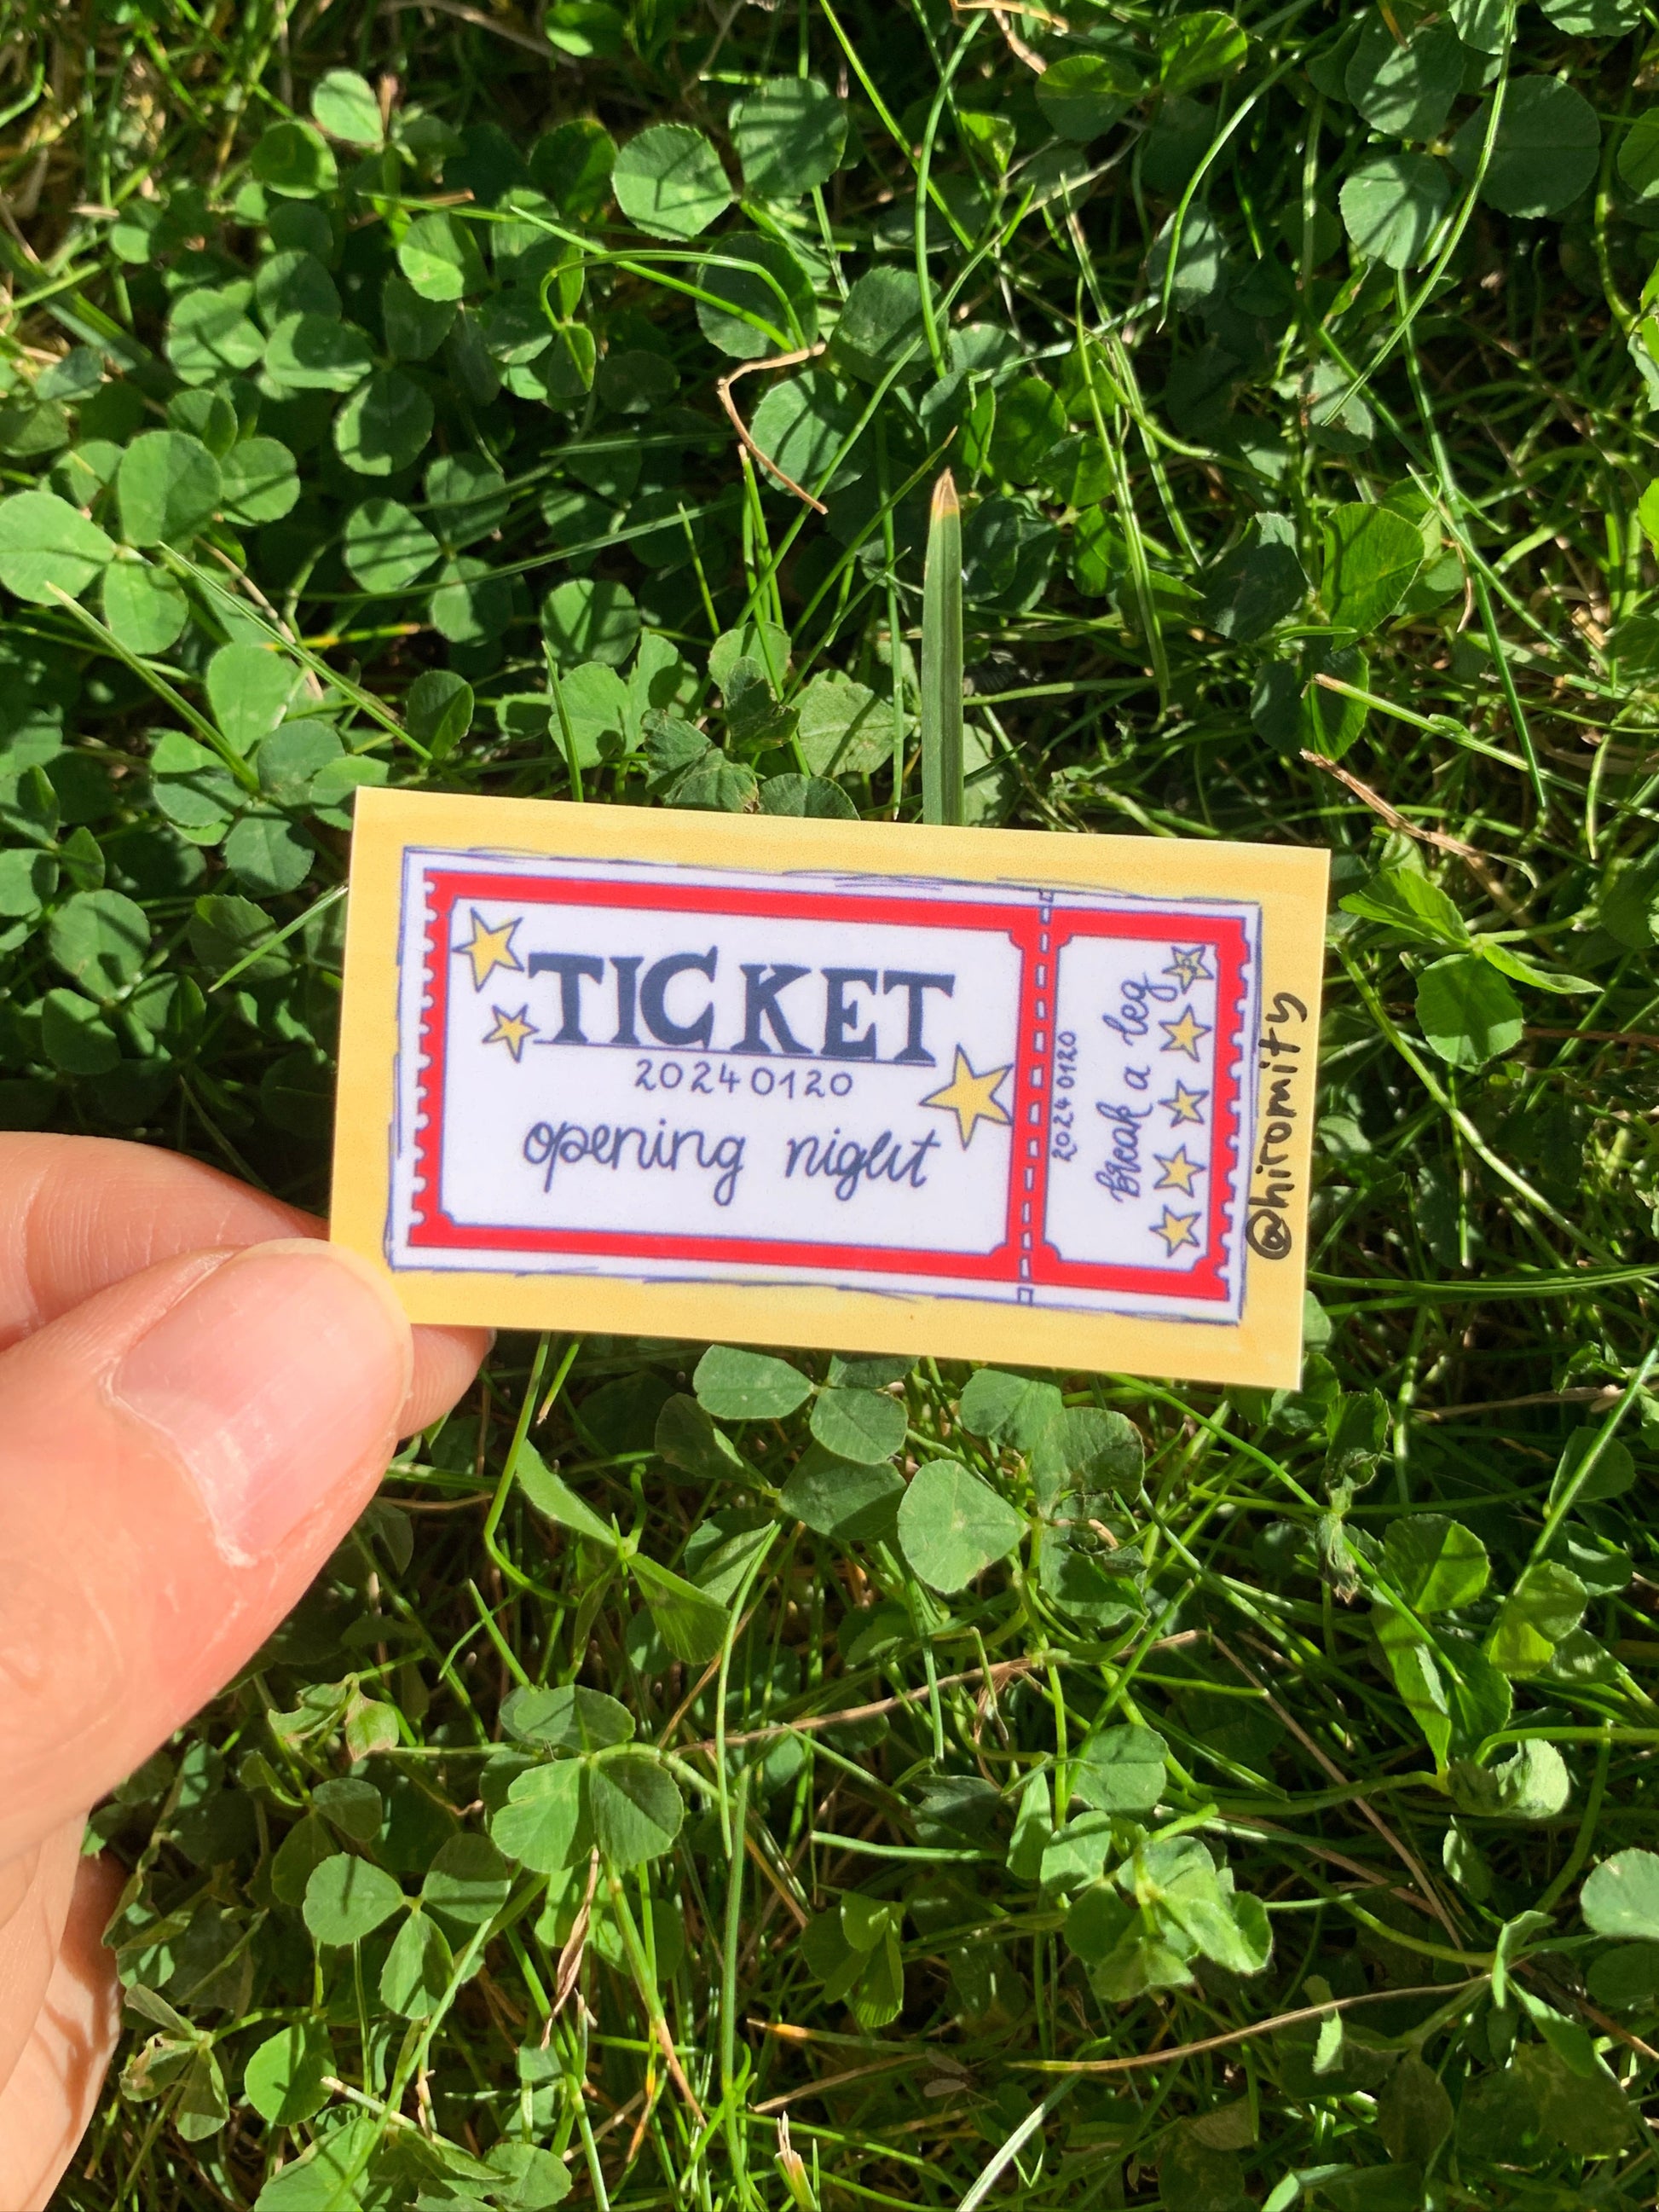 TICKET
20240120
opening night
20240120
break a leg
@hiromity